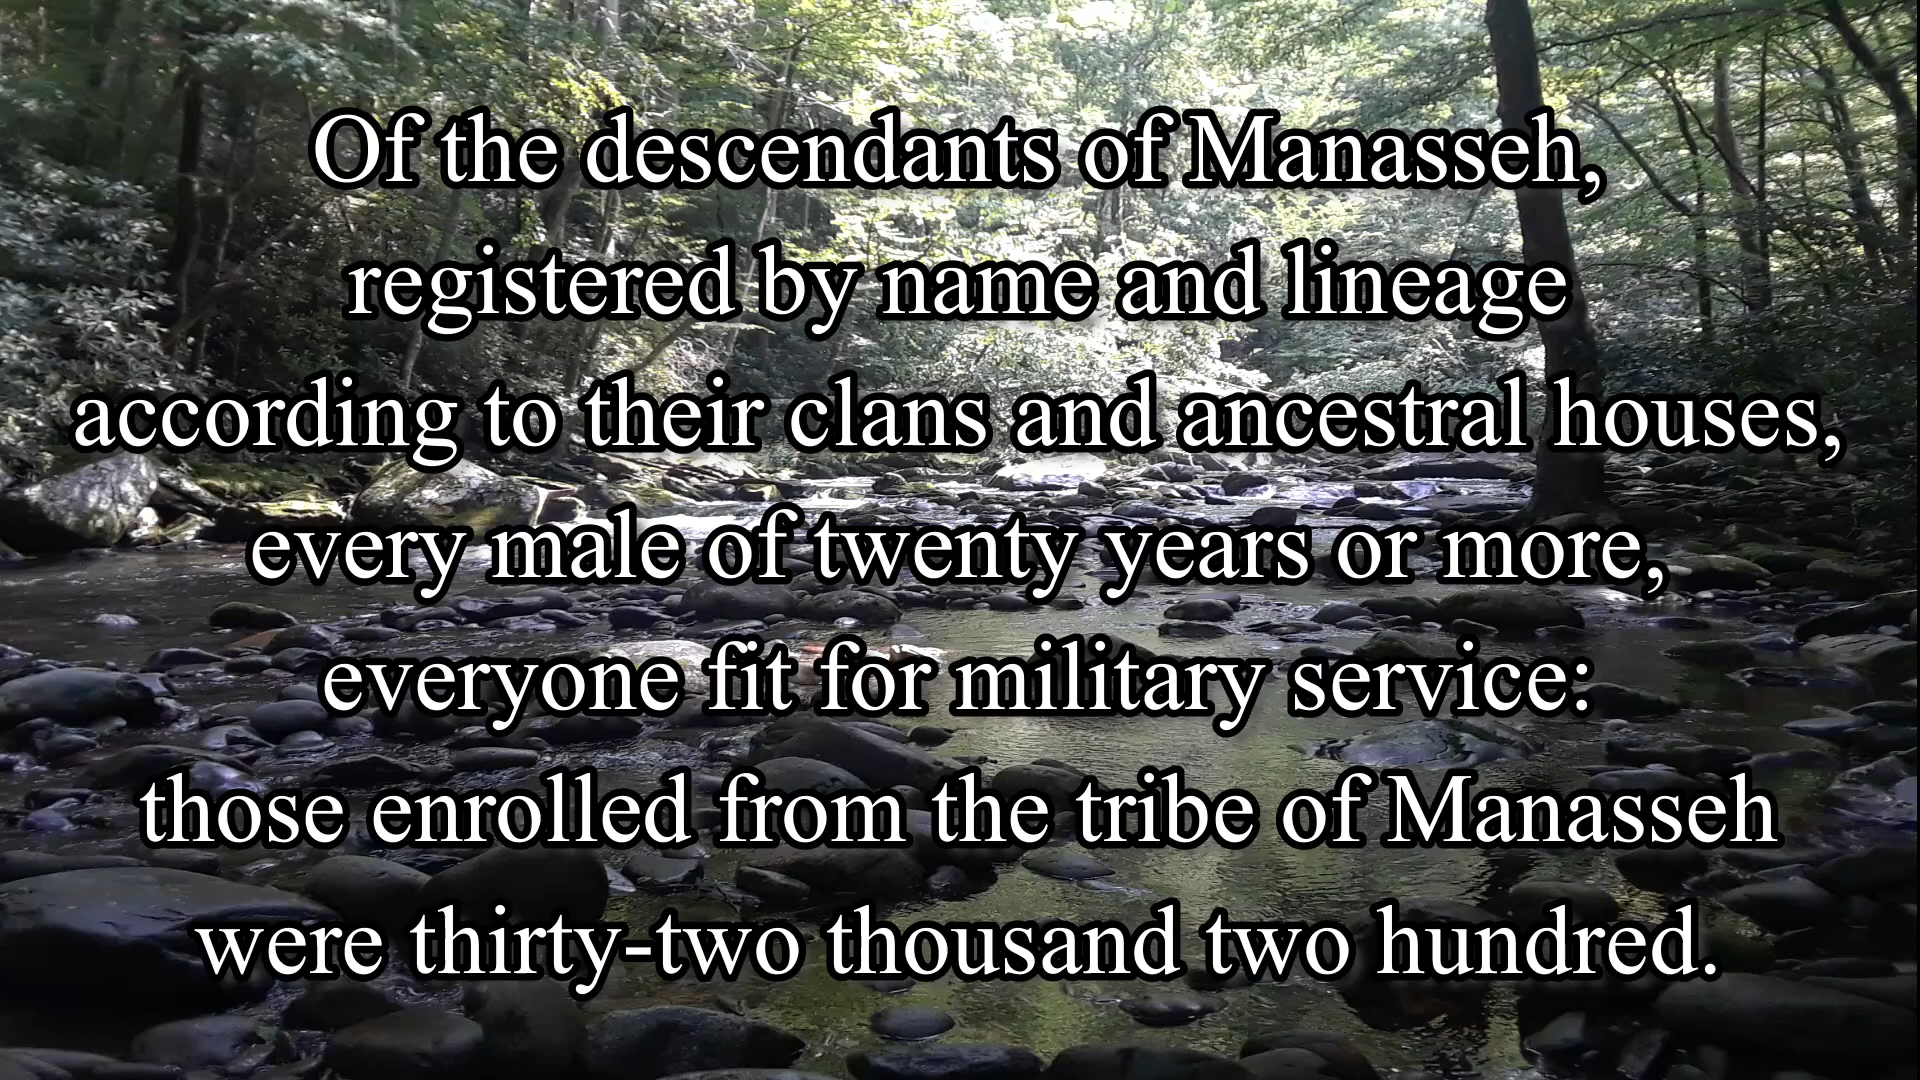 Of the descendants of Manasseh,
registered by name and lineage
according to their clans and ancestral houses,
every male of twenty years or more,
everyone fit for military service:
those enrolled from the tribe of Manasseh
were thirty-two thousand two hundred.